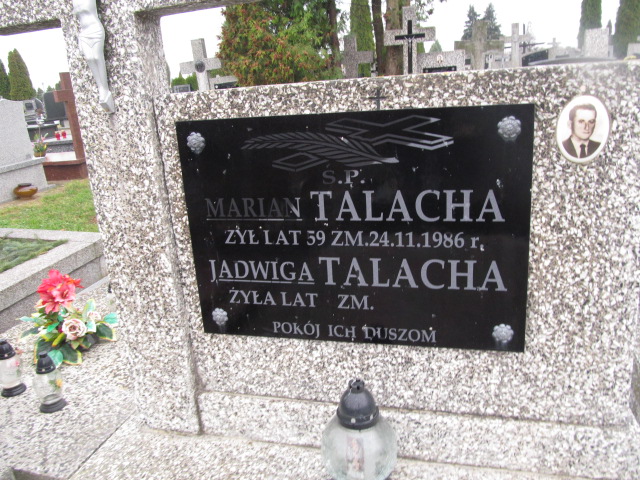 Ś.P.
MARIAN TALACHA
ŻYŁ LAT 59 ZM.24.11.1986 r.
JADWIGA TALACHA
ŻYŁA LAT ZM.
POKÓJ ICH DUSZOM